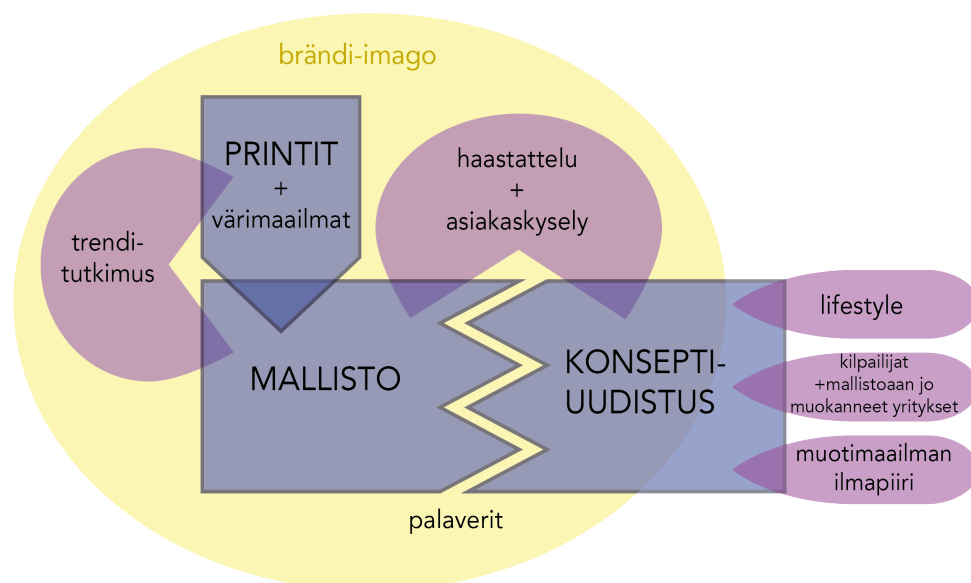 brändi-imago
PRINTIT
+
värimaailmat
haastattelu
+
asiakaskysely
trendi-
tutkimus
MALLISTO
KONSEPTI-
UUDISTUS
lifestyle
kilpailijat
+mallistoaan jo
muokanneet yritykset
muotimaailman
ilmapiiri
palaverit